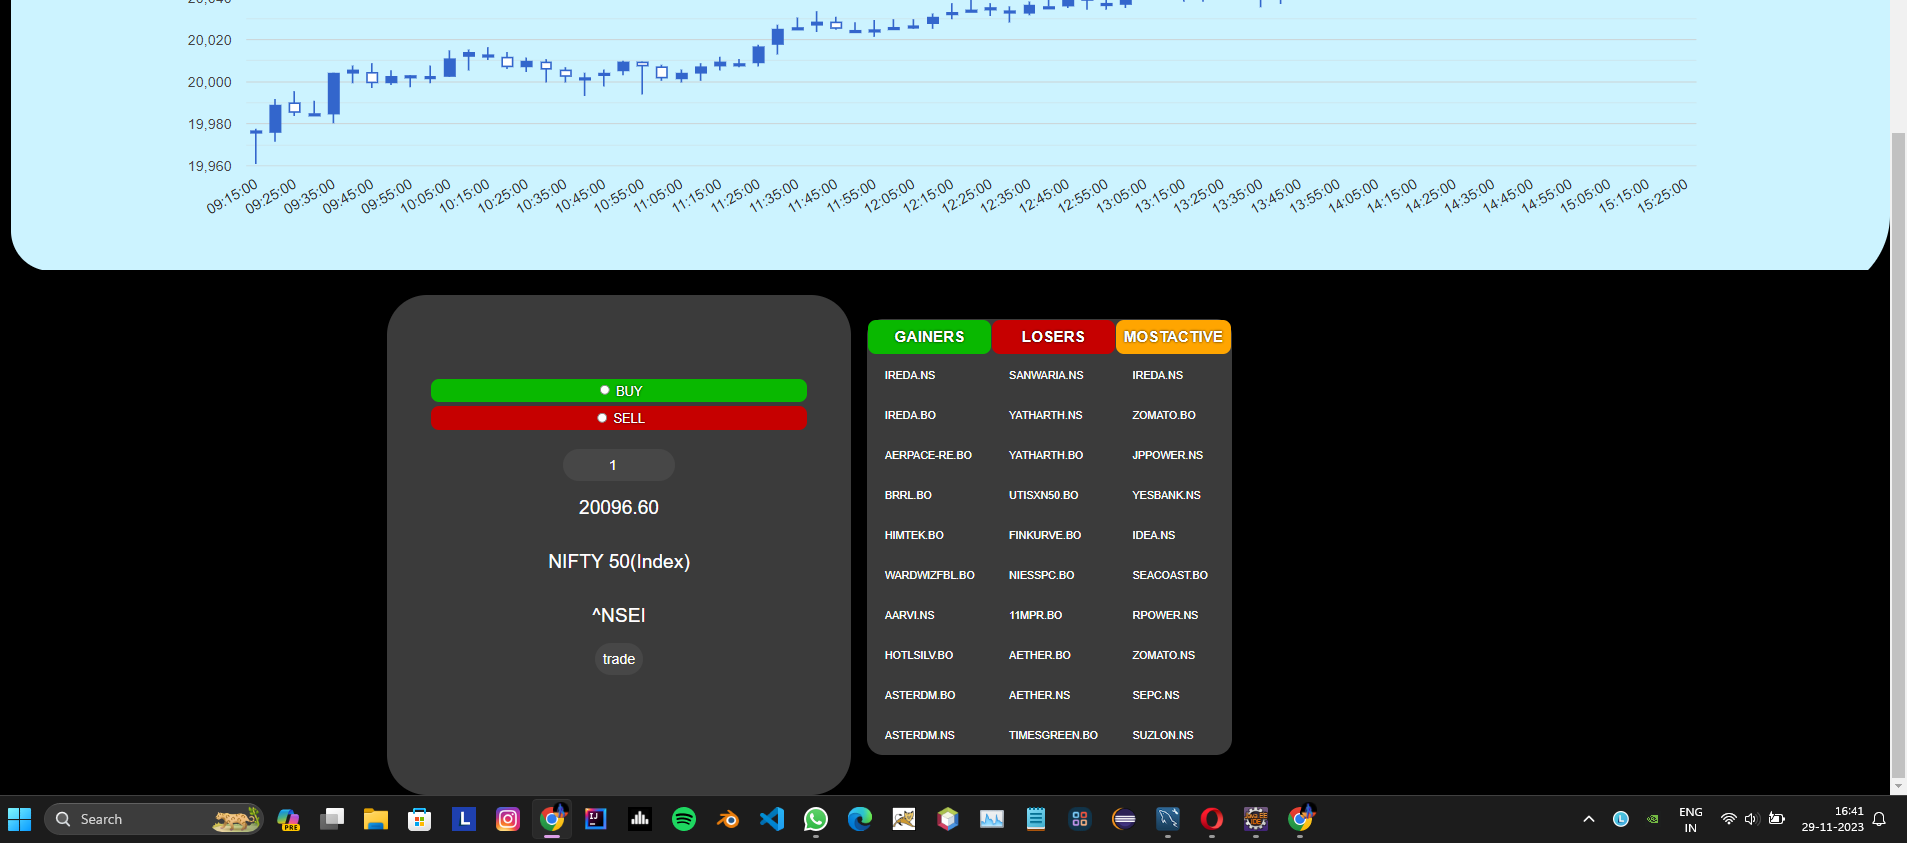 20,040
20,020
20,000
19,980
19,960
09:15:00 09:25:00 09:35:00 09:45:00 09:55:00 10:05:00 10:15:00 10:25:00 10:35:00 10:45:00 10:55:00 11:05:00 11:15:00 11:25:00 11:35:00 11:45:00 11:55:00 12:05:00 12:15:00 12:25:00 12:35:00 12:45:00 12:55:00 13:05:00 13:15:00 13:25:00 13:35:00 13:45:00 13:55:00 14:05:00 14:15:00 14:25:00 14:35:00 14:45:00 14:55:00 15:05:00 15:15:00 15:25:00
BUY
SELL
1
20096.60
NIFTY 50(Index)
^NSEI
trade
GAINERS LOSERS MOSTACTIVE
IREDA.NS SANWARIA.NS IREDA.NS
IREDA.BO YATHARTH.NS ZOMATO.BO
AERPACE-RE.BO YATHARTH.BO JPPOWER.NS
BRRL.BO UTISXN50.BO YESBANK.NS
HIMTEK.BO FINKURVE.BO IDEA.NS
WARDWIZFBL.BO NIESSPC.BO SEACOAST.BO
AARVI.NS 11MPR.BO RPOWER.NS
HOTLSILV.BO AETHER.BO ZOMATO.NS
ASTERDM.BO AETHER.NS SEPC.NS
ASTERDM.NS TIMESGREEN.BO SUZLON.NS
Search
PRE
L
IJ
L
ENG
IN
16:41
29-11-2023